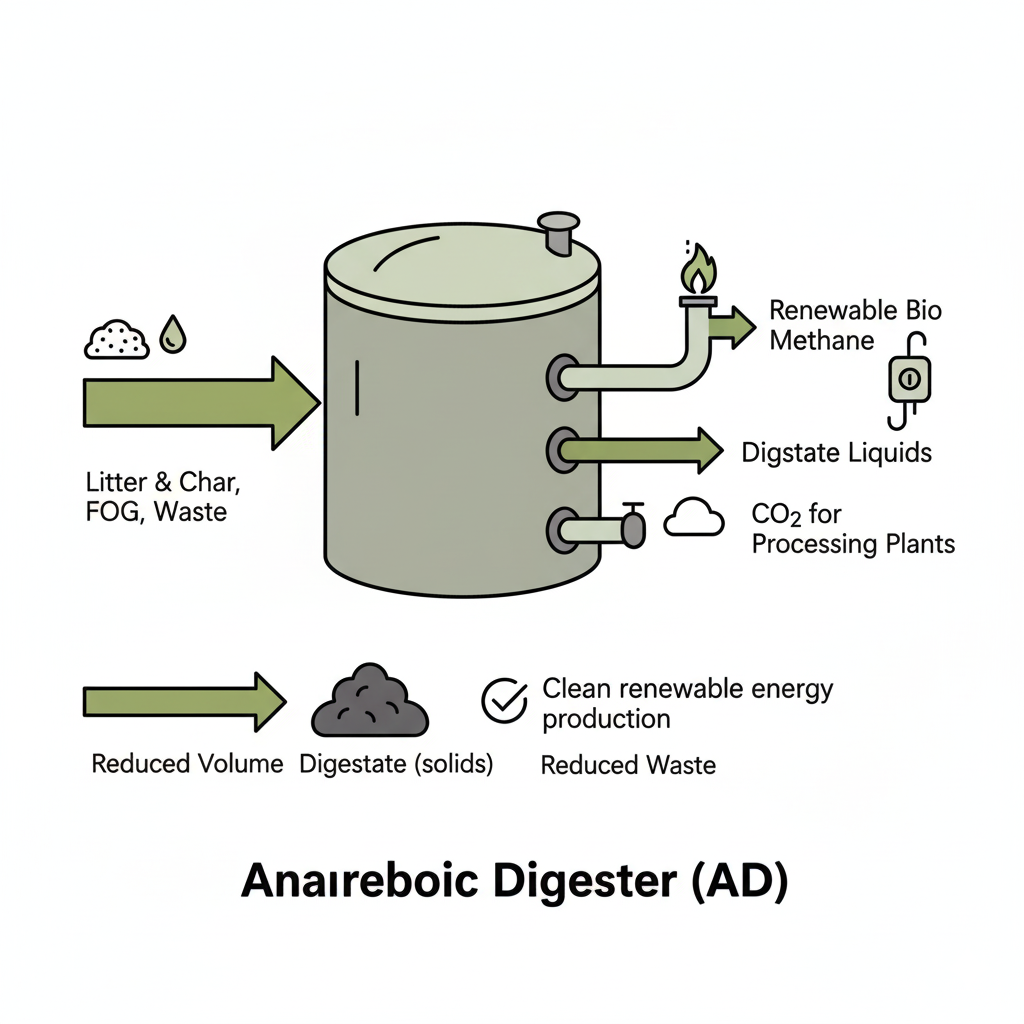 Renewable Bio
Methane
Litter & Char,
FOG, Waste
Digstate Liquids
CO₂ for
Processing Plants
Clean renewable energy
production
Reduced Volume
Digestate (solids)
Reduced Waste
Anaıreboic Digester (AD)